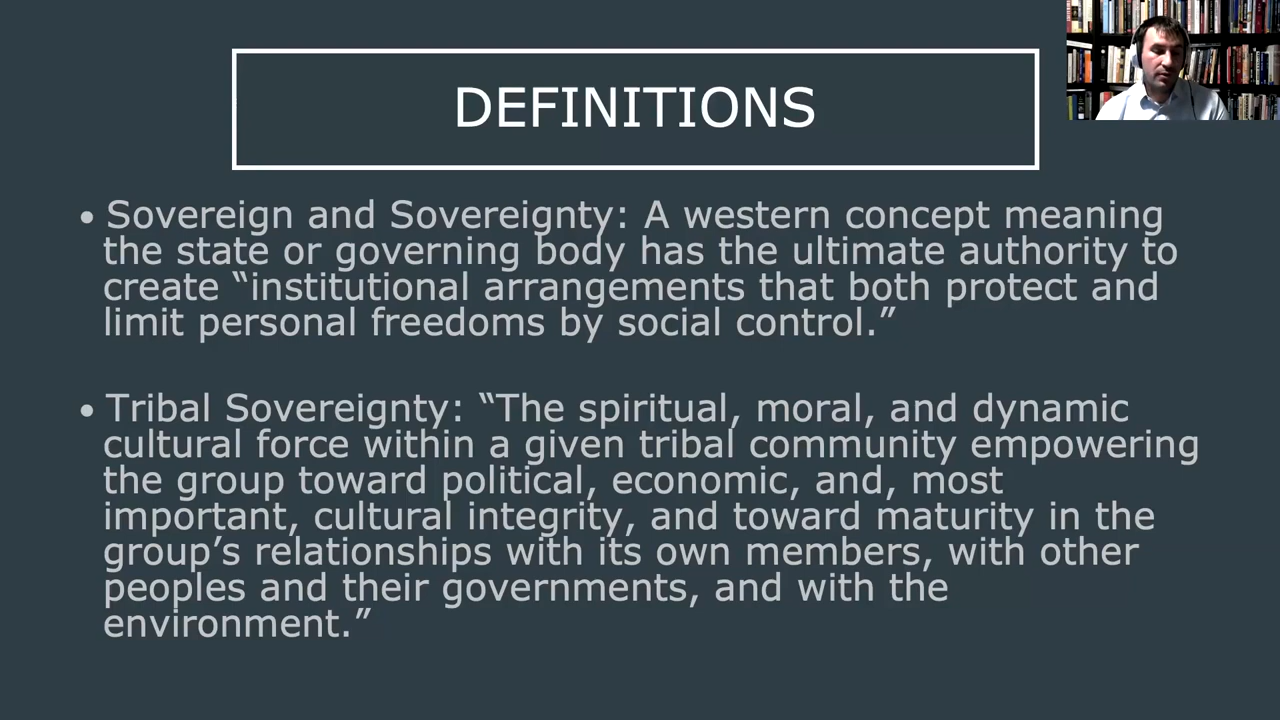 DEFINITIONS
• Sovereign and Sovereignty: A western concept meaning
the state or governing body has the ultimate authority to
create “institutional arrangements that both protect and
limit personal freedoms by social control.”
• Tribal Sovereignty: “The spiritual, moral, and dynamic
cultural force within a given tribal community empowering
the group toward political, economic, and, most
important, cultural integrity, and toward maturity in the
group’s relationships with its own members, with other
peoples and their governments, and with the
environment.”